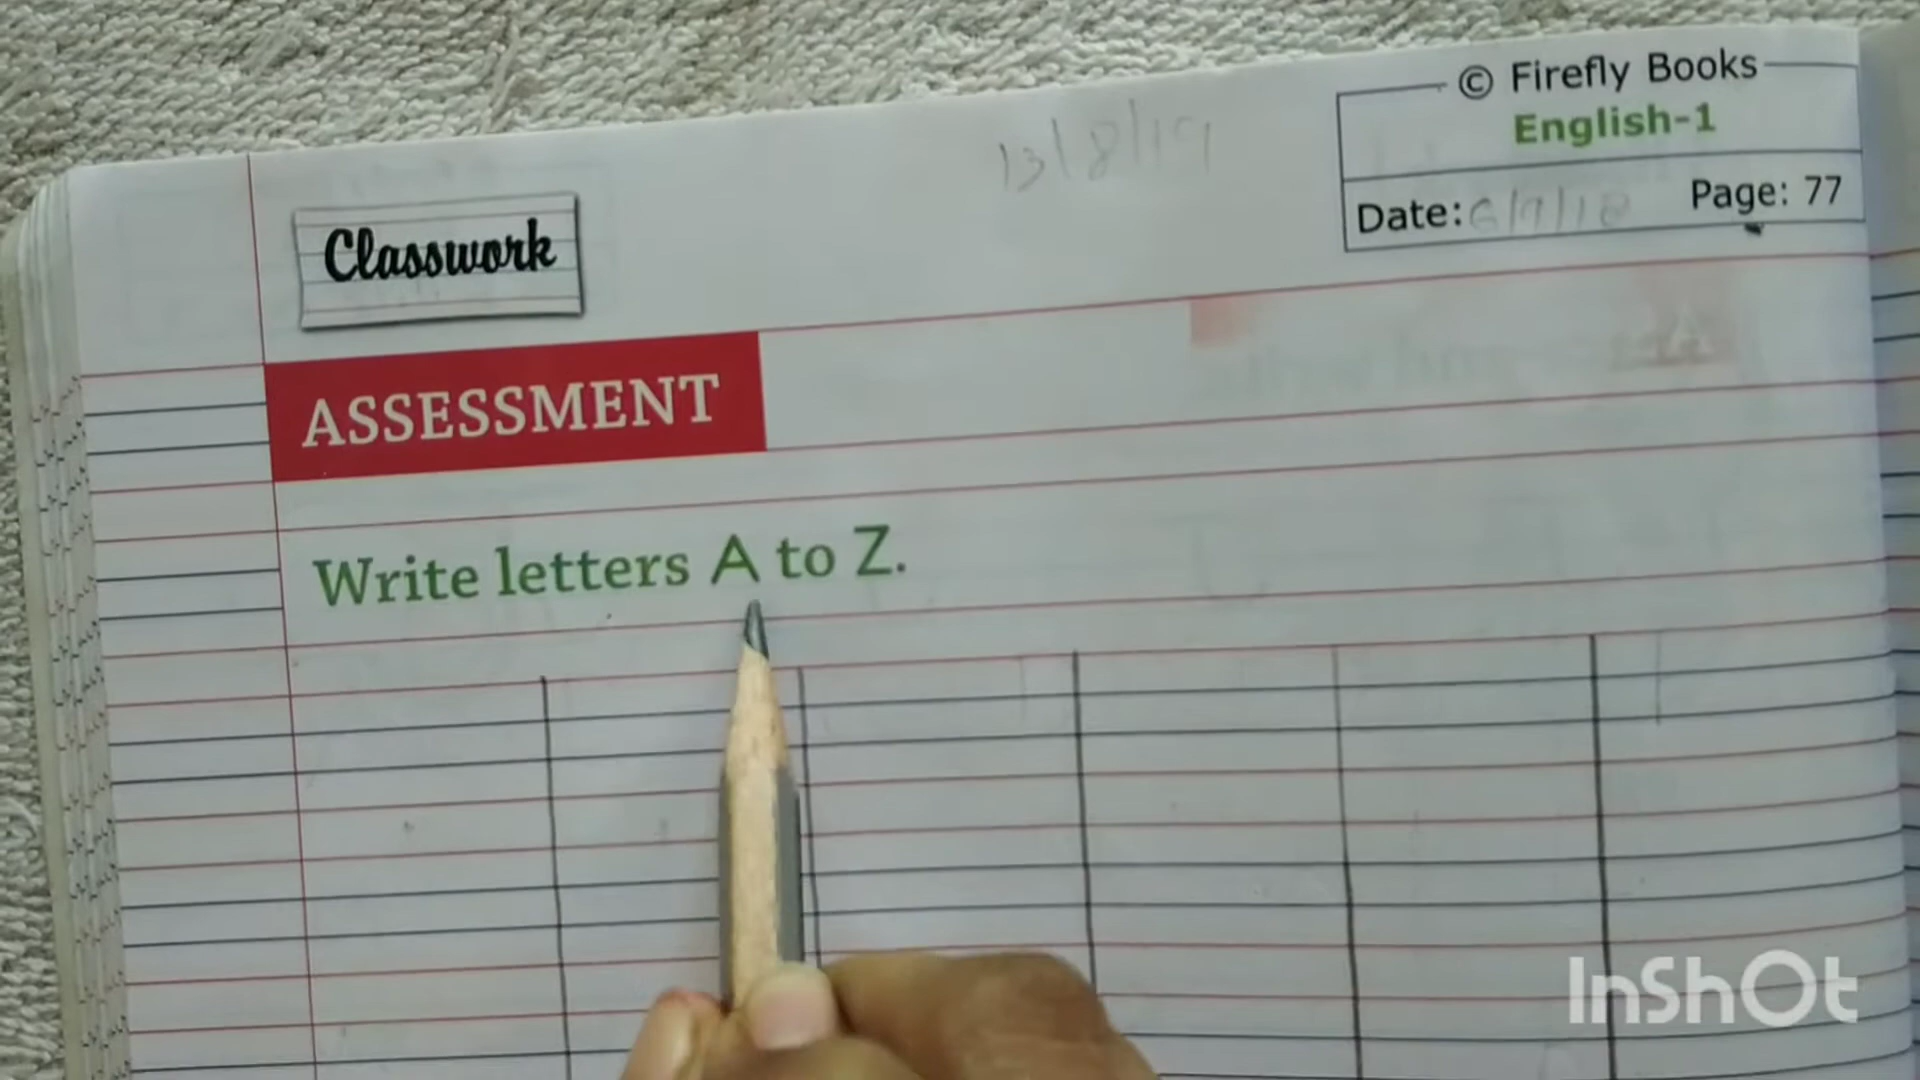 © Firefly Books
English-1
13/8/19
Date: 6/9/18 Page: 77
Classwork
ASSESSMENT
Write letters A to Z.
InShOt